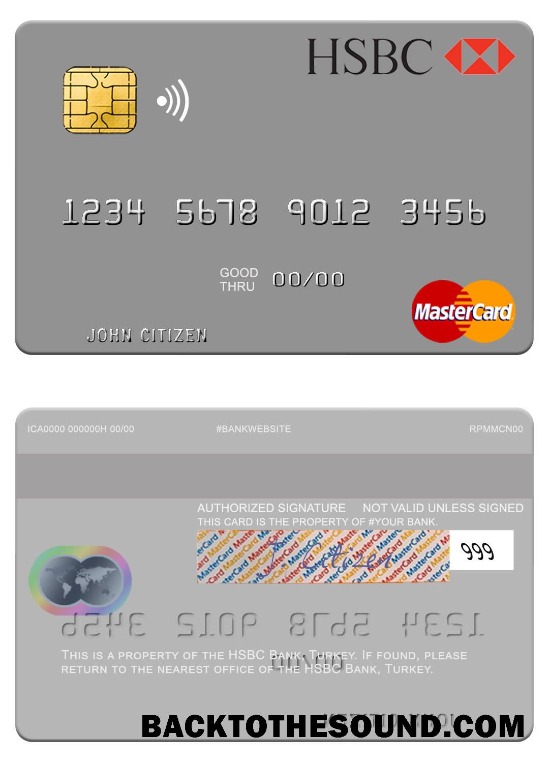 HSBC
1234 5678 9012 3456
GOOD THRU 00/00
MasterCard
JOHN CITIZEN
ICA0000 000000H 00/00 #BANKWEBSITE RPMMCN00
AUTHORIZED SIGNATURE NOT VALID UNLESS SIGNED
THIS CARD IS THE PROPERTY OF #YOUR BANK.
999
THIS IS A PROPERTY OF THE HSBC BANK, TURKEY. IF FOUND, PLEASE
RETURN TO THE NEAREST OFFICE OF THE HSBC BANK, TURKEY.
BACKTOTHESOUND.COM